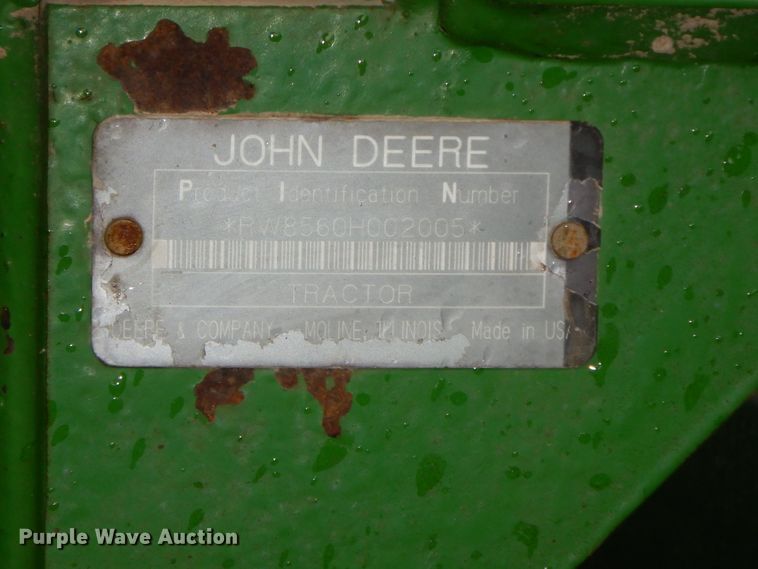 JOHN DEERE
Product Identification Number
*RW8560H002005*
TRACTOR
DEERE & COMPANY MOLINE, ILLINOIS Made in USA
Purple Wave Auction